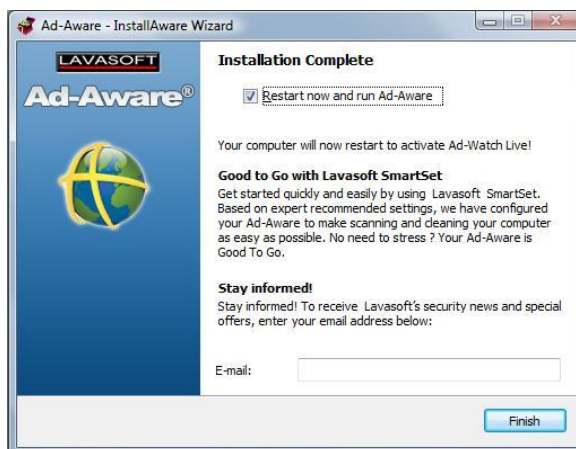 Ad-Aware - InstallAware Wizard
LAVASOFT
Ad-Aware®
Installation Complete
Restart now and run Ad-Aware
Your computer will now restart to activate Ad-Watch Live!
Good to Go with Lavasoft SmartSet
Get started quickly and easily by using Lavasoft SmartSet.
Based on expert recommended settings, we have configured
your Ad-Aware to make scanning and cleaning your computer
as easy as possible. No need to stress ? Your Ad-Aware is
Good To Go.
Stay informed!
Stay informed! To receive Lavasoft's security news and special
offers, enter your email address below:
E-mail:
Finish